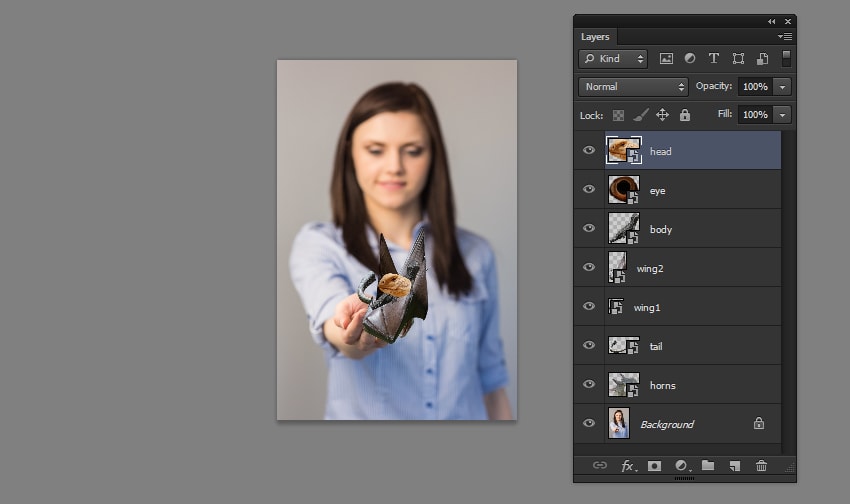 Layers
Kind
Normal
Opacity: 100%
Lock:
Fill: 100%
head
eye
body
wing2
wing1
tail
horns
Background
fx